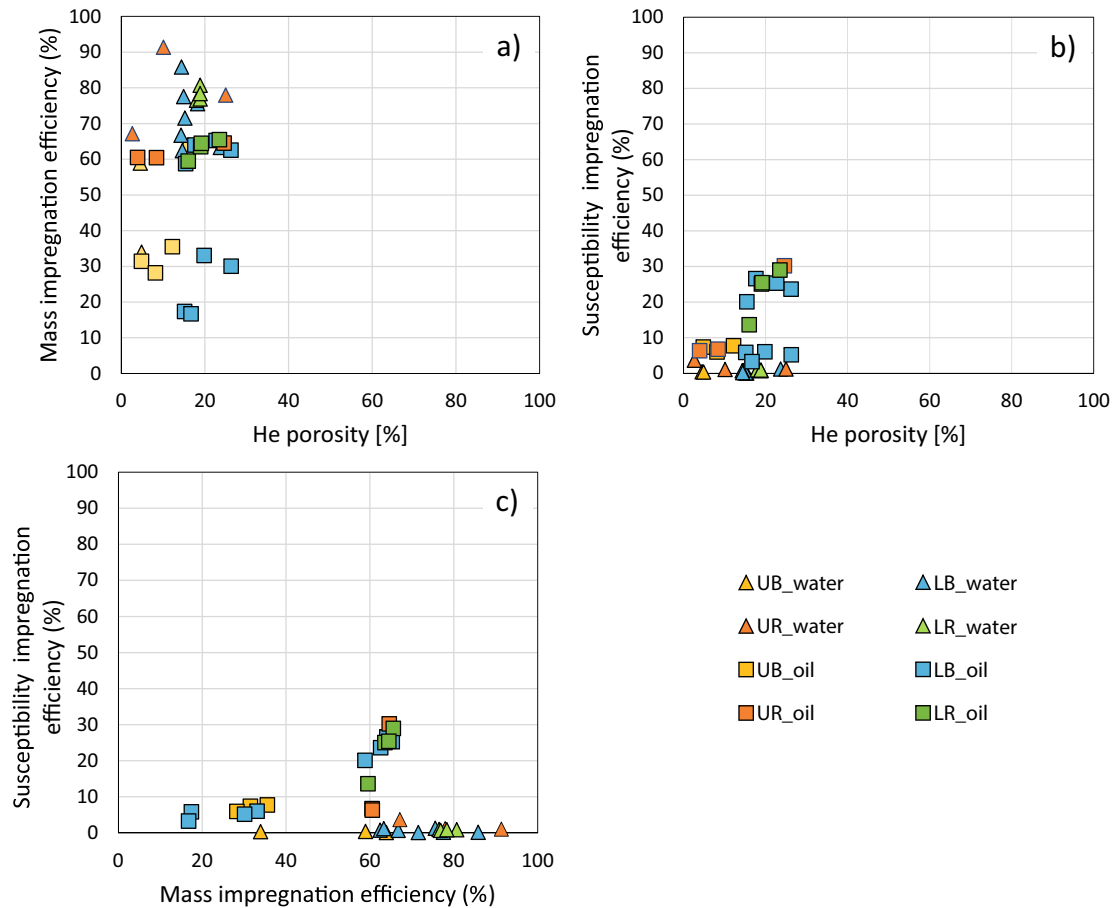 a)
Mass impregnation efficiency (%)
100
90
80
70
60
50
40
30
20
10
0
0 20 40 60 80 100
He porosity [%]
b)
Susceptibility impregnation
efficiency (%)
100
90
80
70
60
50
40
30
20
10
0
0 20 40 60 80 100
He porosity [%]
c)
Susceptibility impregnation
efficiency (%)
100
90
80
70
60
50
40
30
20
10
0
0 20 40 60 80 100
Mass impregnation efficiency (%)
UB_water LB_water
UR_water LR_water
UB_oil LB_oil
UR_oil LR_oil